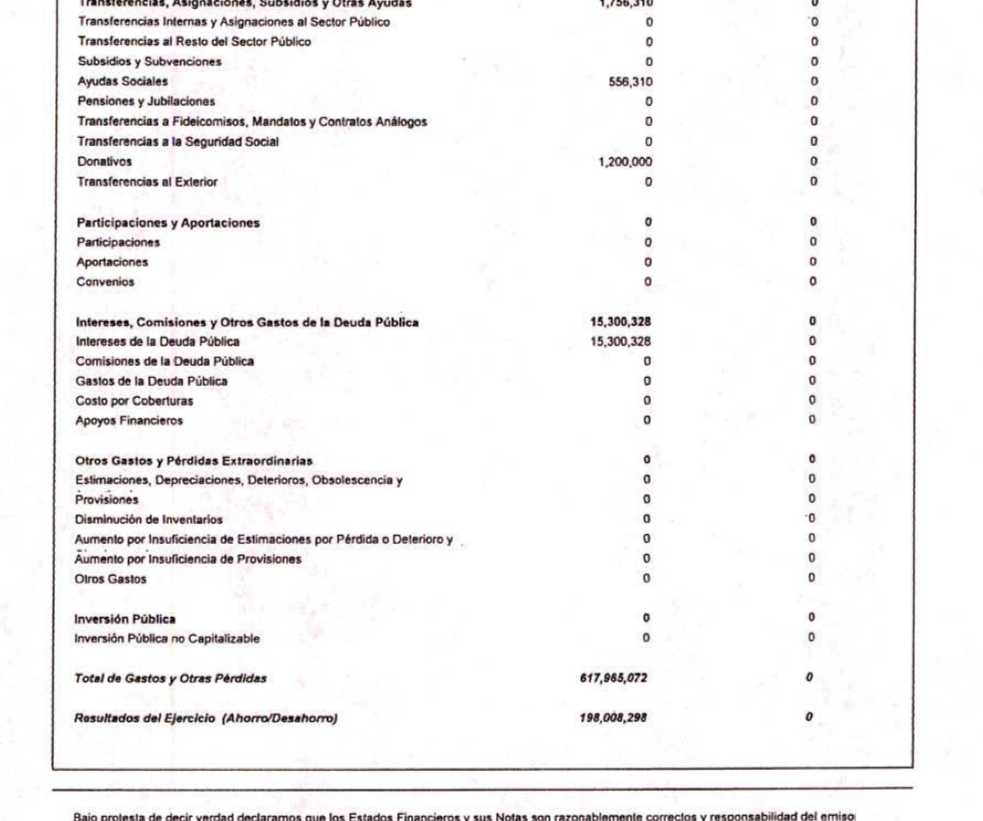 Transferencias, Asignaciones, Subsidios y Otras Ayudas 1,756,310 0
Transferencias Internas y Asignaciones al Sector Público 0 0
Transferencias al Resto del Sector Público 0 0
Subsidios y Subvenciones 0 0
Ayudas Sociales 556,310 0
Pensiones y Jubilaciones 0 0
Transferencias a Fideicomisos, Mandatos y Contratos Análogos 0 0
Transferencias a la Seguridad Social 0 0
Donativos 1,200,000 0
Transferencias al Exterior 0 0
Participaciones y Aportaciones 0 0
Participaciones 0 0
Aportaciones 0 0
Convenios 0 0
Intereses, Comisiones y Otros Gastos de la Deuda Pública 15,300,328 0
Intereses de la Deuda Pública 15,300,328 0
Comisiones de la Deuda Pública 0 0
Gastos de la Deuda Pública 0 0
Costo por Coberturas 0 0
Apoyos Financieros 0 0
Otros Gastos y Pérdidas Extraordinarias 0 0
Estimaciones, Depreciaciones, Deterioros, Obsolescencia y 0 0
Provisiones 0 0
Disminución de Inventarios 0 0
Aumento por Insuficiencia de Estimaciones por Pérdida o Deterioro y 0 0
Aumento por Insuficiencia de Provisiones 0 0
Otros Gastos 0 0
Inversión Pública 0 0
Inversión Pública no Capitalizable 0 0
Total de Gastos y Otras Pérdidas 617,965,072 0
Resultados del Ejercicio (Ahorro/Desahorro) 198,008,298 0
Bajo protesta de decir verdad declaramos que los Estados Financieros y sus Notas son razonablemente correctos y responsabilidad del emiso